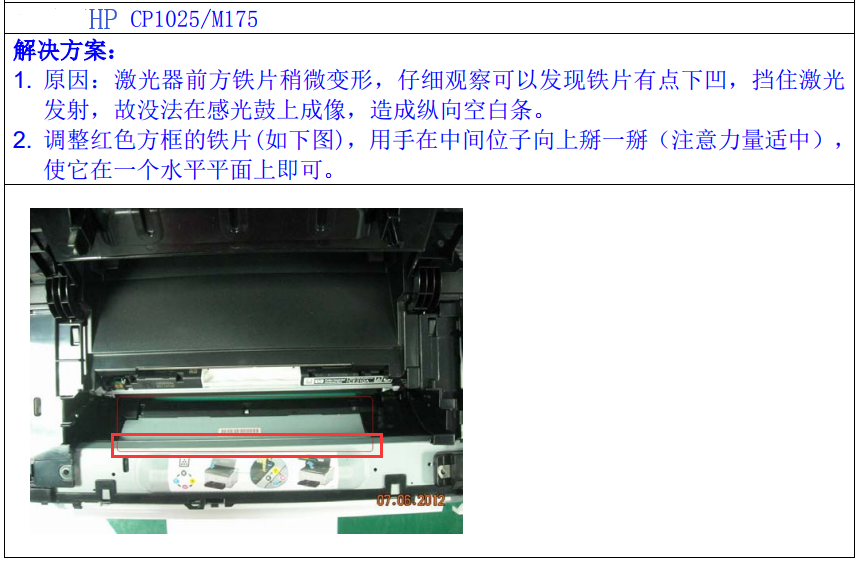 HP CP1025/M175
解决方案：
1. 原因：激光器前方铁片稍微变形，仔细观察可以发现铁片有点下凹，挡住激光
发射，故没法在感光鼓上成像，造成纵向空白条。
2. 调整红色方框的铁片(如下图)，用手在中间位子向上掰一掰（注意力量适中），
使它在一个水平平面上即可。
07.06.2012